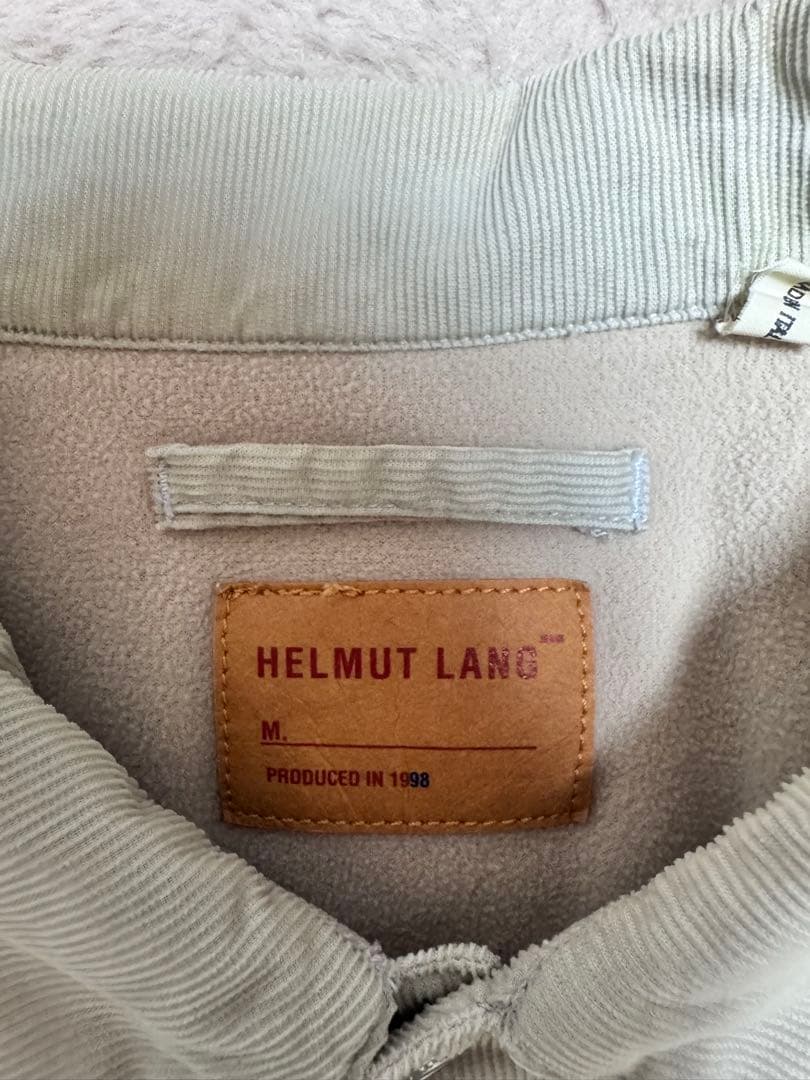 HELMUT LANG
M.
PRODUCED IN 1998